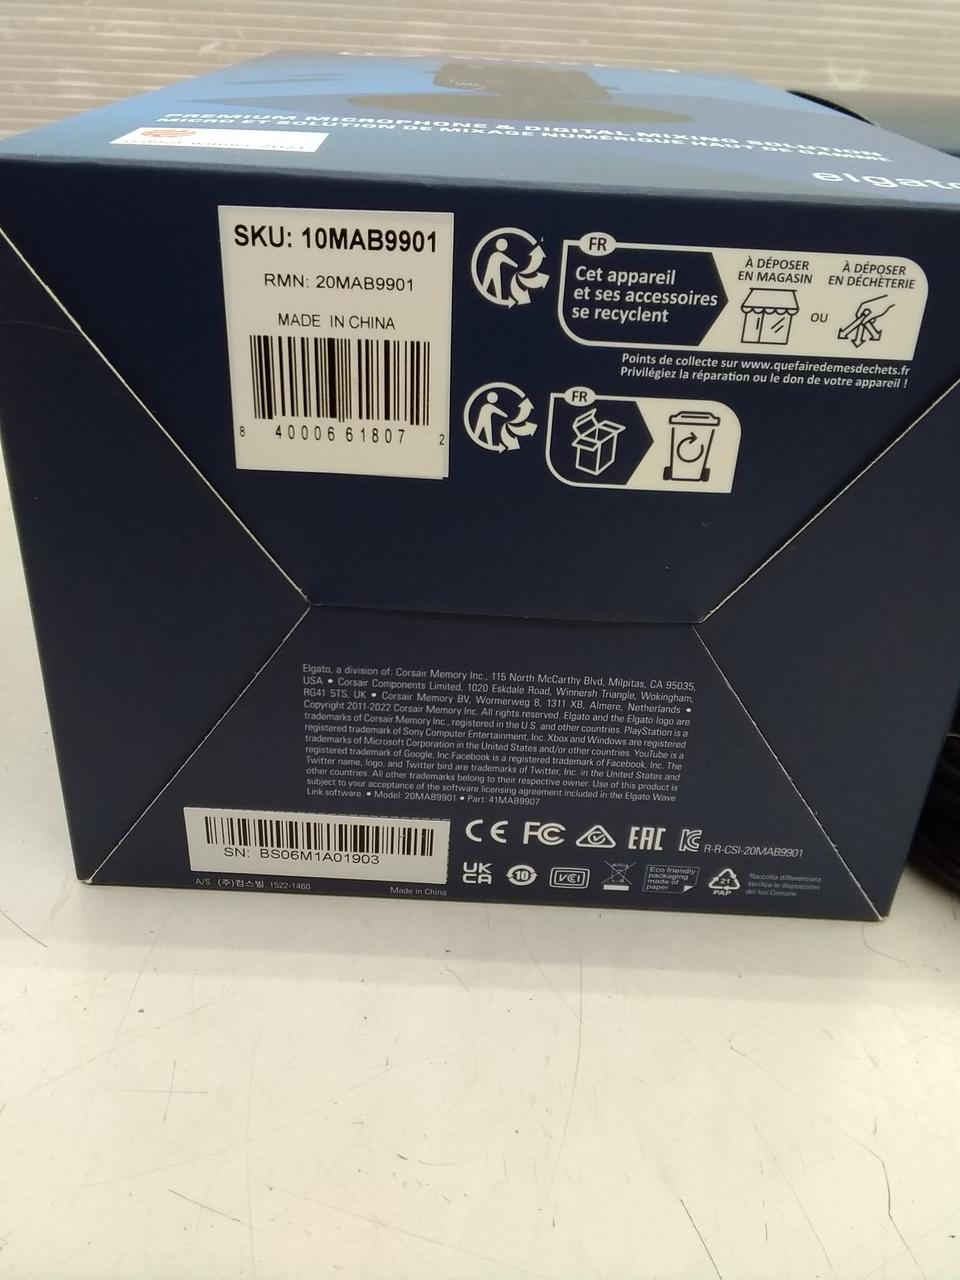 PREMIUM MICROPHONE & DIGITAL MIXING SOLUTION
MICRO ET SOLUTION DE MIXAGE NUMÉRIQUE HAUT DE GAMME
elgato
SKU: 10MAB9901
RMN: 20MAB9901
MADE IN CHINA
8 40006 61807 2
FR
Cet appareil
et ses accessoires
se recyclent
À DÉPOSER
EN MAGASIN
OU
À DÉPOSER
EN DÉCHÈTERIE
Points de collecte sur www.quefairedemesdechets.fr
Privilégiez la réparation ou le don de votre appareil !
FR
Elgato, a division of: Corsair Memory Inc., 115 North McCarthy Blvd, Milpitas, CA 95035,
USA • Corsair Components Limited, 1020 Eskdale Road, Winnersh Triangle, Wokingham,
RG41 5TS, UK • Corsair Memory BV, Wormerweg 8, 1311 XB, Almere, Netherlands •
Copyright 2011-2022 Corsair Memory Inc. All rights reserved. Elgato and the Elgato logo are
trademarks of Corsair Memory Inc., registered in the U.S. and other countries. PlayStation is a
registered trademark of Sony Computer Entertainment, Inc. Xbox and Windows are registered
trademarks of Microsoft Corporation in the United States and/or other countries. YouTube is a
registered trademark of Google, Inc. Facebook is a registered trademark of Facebook, Inc. The
Twitter name, logo, and Twitter bird are trademarks of Twitter, Inc. in the United States and
other countries. All other trademarks belong to their respective owner. Use of this product is
subject to your acceptance of the software licensing agreement included in the Elgato Wave
Link software. • Model: 20MAB9901 • Part: 41MAB9907
SN: BS06M1A01903
A/S : (주)컴스빌, 1522-1460
Made in China
CE FC EAC
R-R-CSI-20MAB9901
UK
CA
10
VCCI
Eco friendly
packaging
made of
paper
21
PAP
Raccolta differenziata
Verifica le disposizioni
del tuo Comune